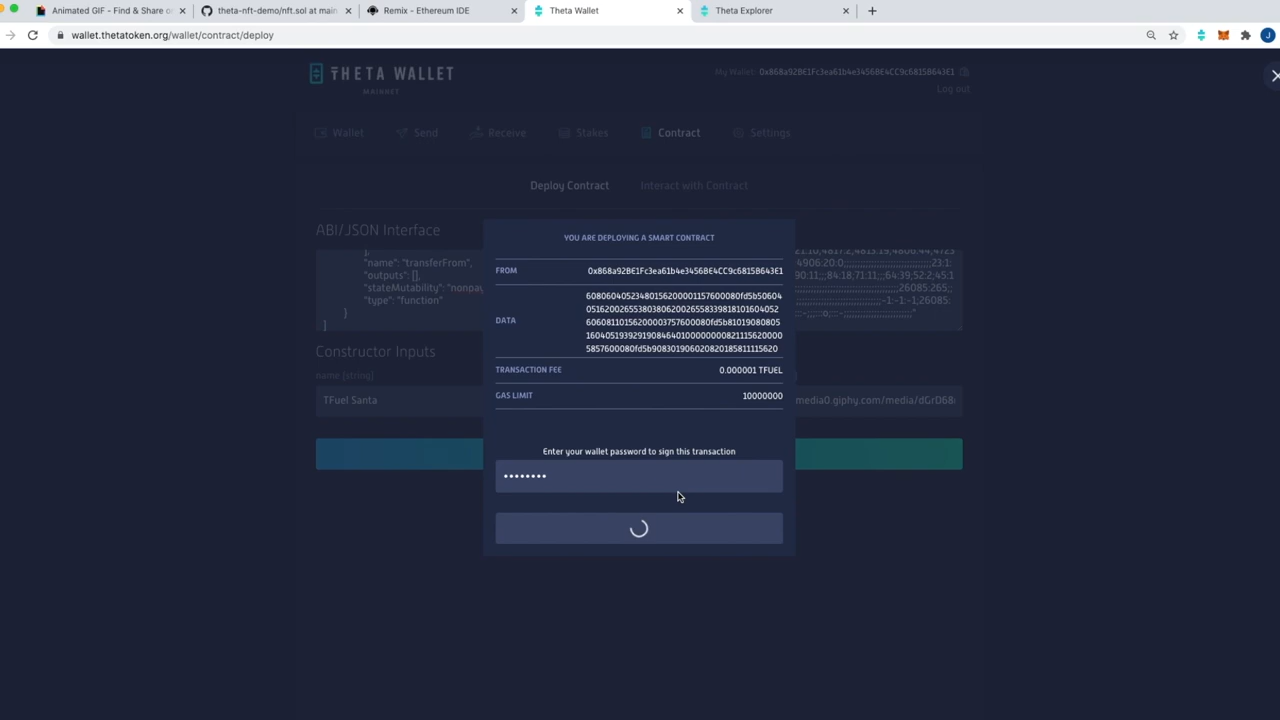 Animated GIF - Find & Share o
theta-nft-demo/nft.sol at main
Remix - Ethereum IDE
Theta Wallet
Theta Explorer
wallet.thetatoken.org/wallet/contract/deploy
J
THETA WALLET
MAINNET
My Wallet: 0x868a92BE1Fc3ea61b4e3456BE4CC9c6815B643E1
Log out
Wallet
Send
Receive
Stakes
Contract
Settings
Deploy Contract
Interact with Contract
ABI/JSON Interface
"name": "transferFrom",
"outputs": [],
"stateMutability": "nonpay
"type": "function"
}
]
Constructor Inputs
name (string)
TFuel Santa
media0.giphy.com/media/dGrD68
YOU ARE DEPLOYING A SMART CONTRACT
FROM
0x868a92BE1Fc3ea61b4e3456BE4CC9c6815B643E1
DATA
TRANSACTION FEE
0.000001 TFUEL
GAS LIMIT
10000000
Enter your wallet password to sign this transaction